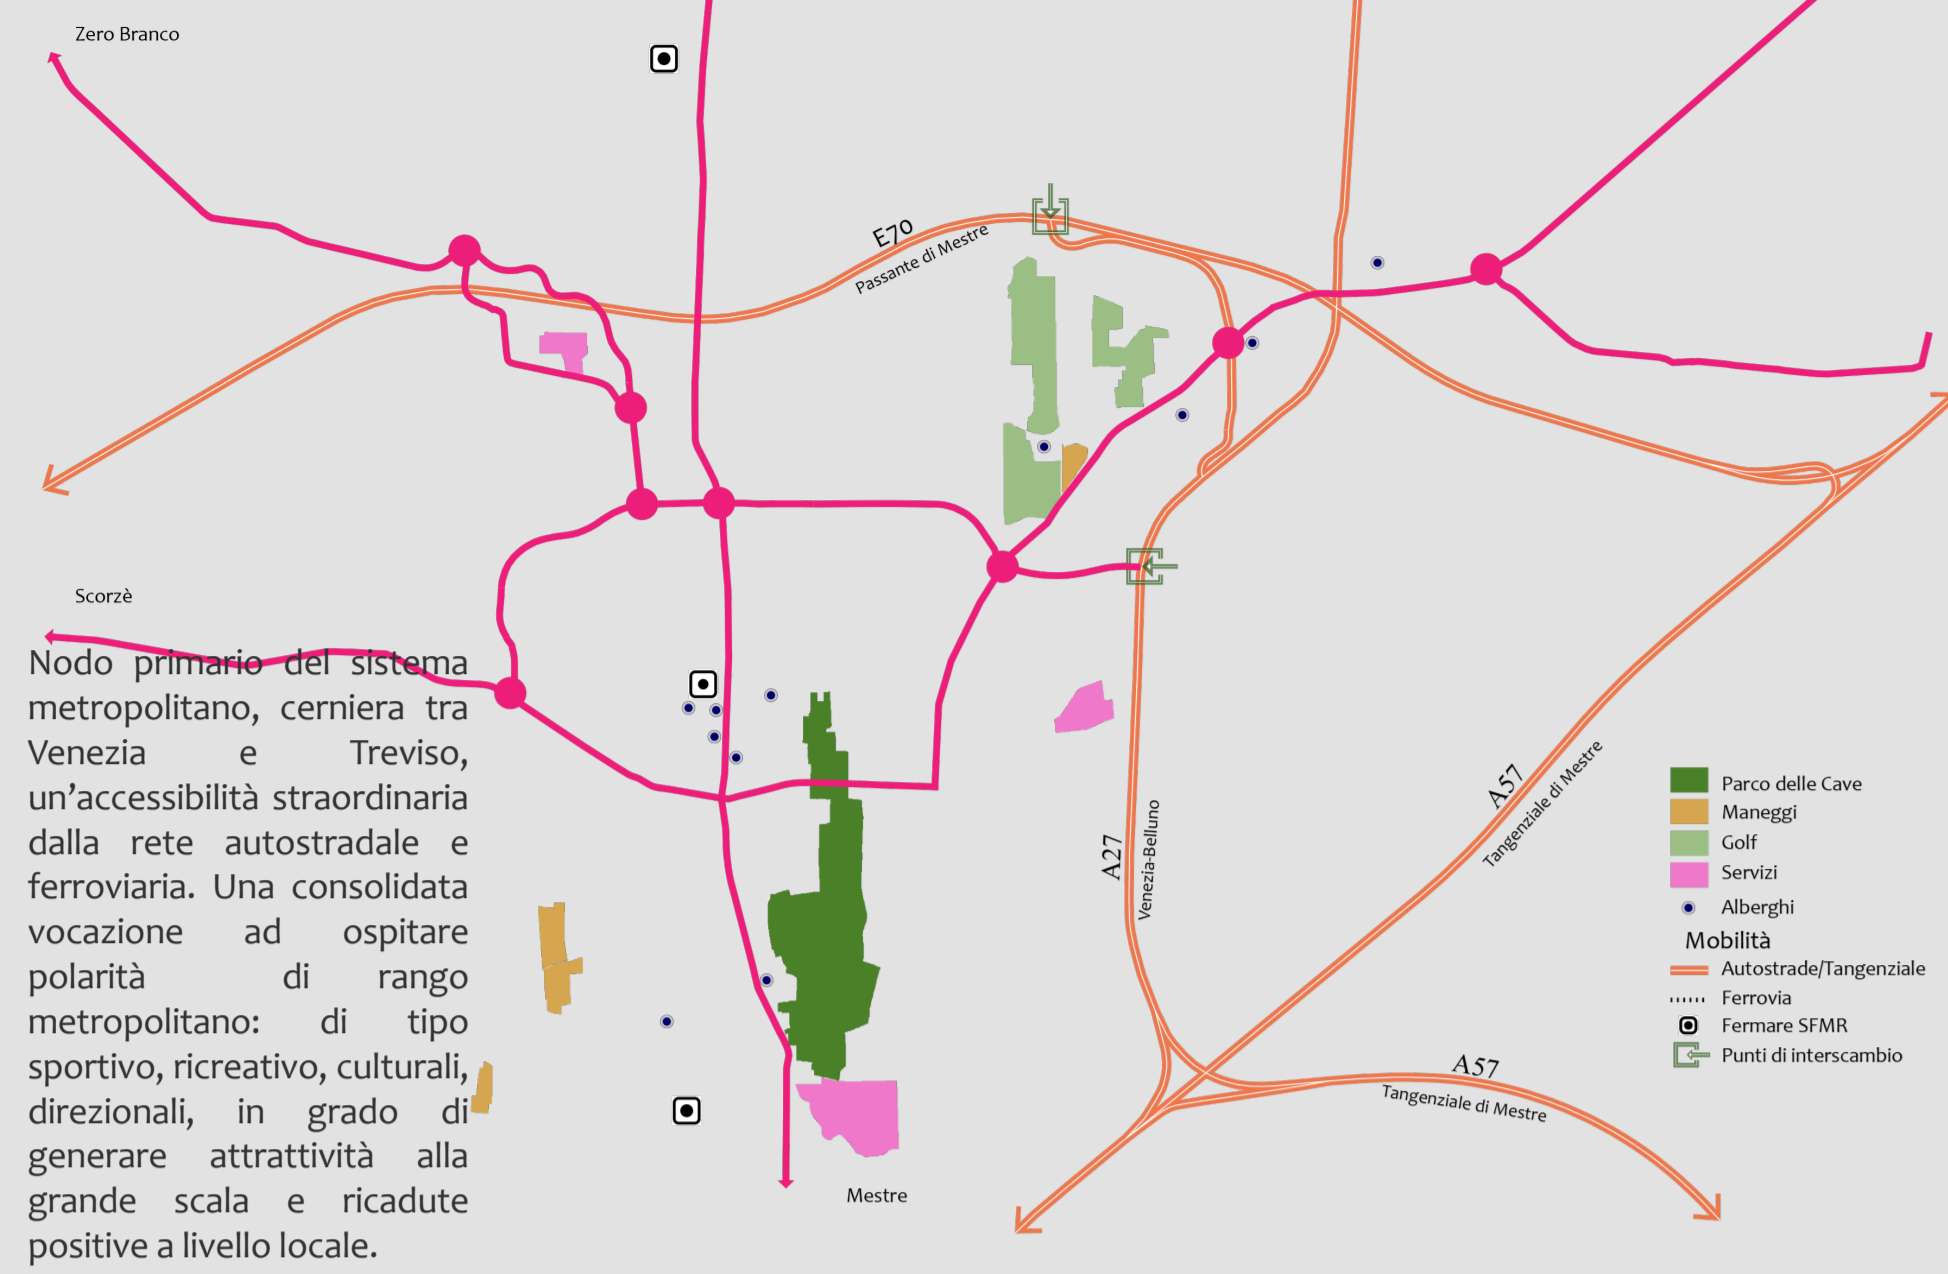 Zero Branco
E70
Passante di Mestre
Scorzè
Nodo primario del sistema
metropolitano, cerniera tra
Venezia e Treviso,
un’accessibilità straordinaria
dalla rete autostradale e
ferroviaria. Una consolidata
vocazione ad ospitare
polarità di rango
metropolitano: di tipo
sportivo, ricreativo, culturali,
direzionali, in grado di
generare attrattività alla
grande scala e ricadute
positive a livello locale.
A27
Venezia-Belluno
A57
Tangenziale di Mestre
A57
Tangenziale di Mestre
Mestre
Parco delle Cave
Maneggi
Golf
Servizi
Alberghi
Mobilità
Autostrade/Tangenziale
Ferrovia
Fermare SFMR
Punti di interscambio